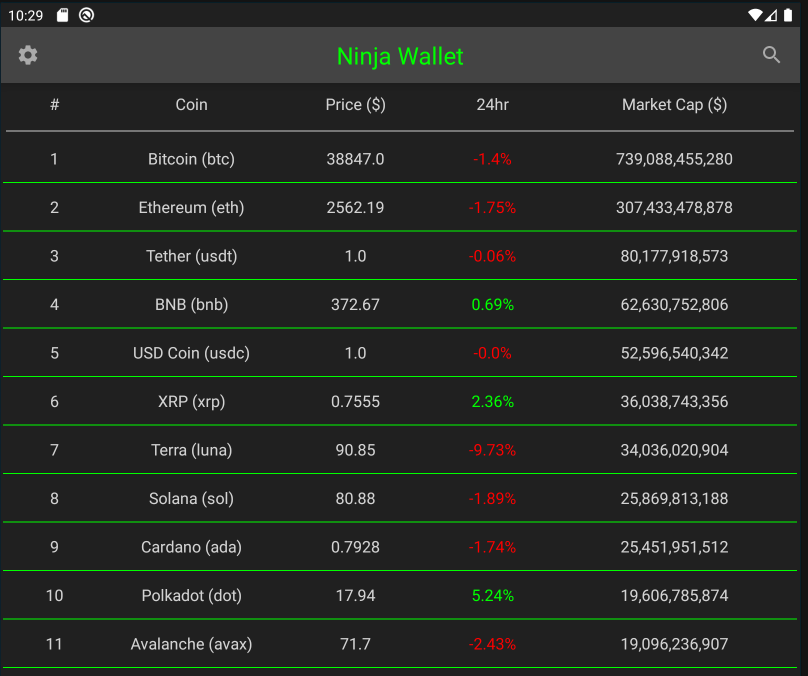 10:29
Ninja Wallet
# Coin Price ($) 24hr Market Cap ($)
1 Bitcoin (btc) 38847.0 -1.4% 739,088,455,280
2 Ethereum (eth) 2562.19 -1.75% 307,433,478,878
3 Tether (usdt) 1.0 -0.06% 80,177,918,573
4 BNB (bnb) 372.67 0.69% 62,630,752,806
5 USD Coin (usdc) 1.0 -0.0% 52,596,540,342
6 XRP (xrp) 0.7555 2.36% 36,038,743,356
7 Terra (luna) 90.85 -9.73% 34,036,020,904
8 Solana (sol) 80.88 -1.89% 25,869,813,188
9 Cardano (ada) 0.7928 -1.74% 25,451,951,512
10 Polkadot (dot) 17.94 5.24% 19,606,785,874
11 Avalanche (avax) 71.7 -2.43% 19,096,236,907